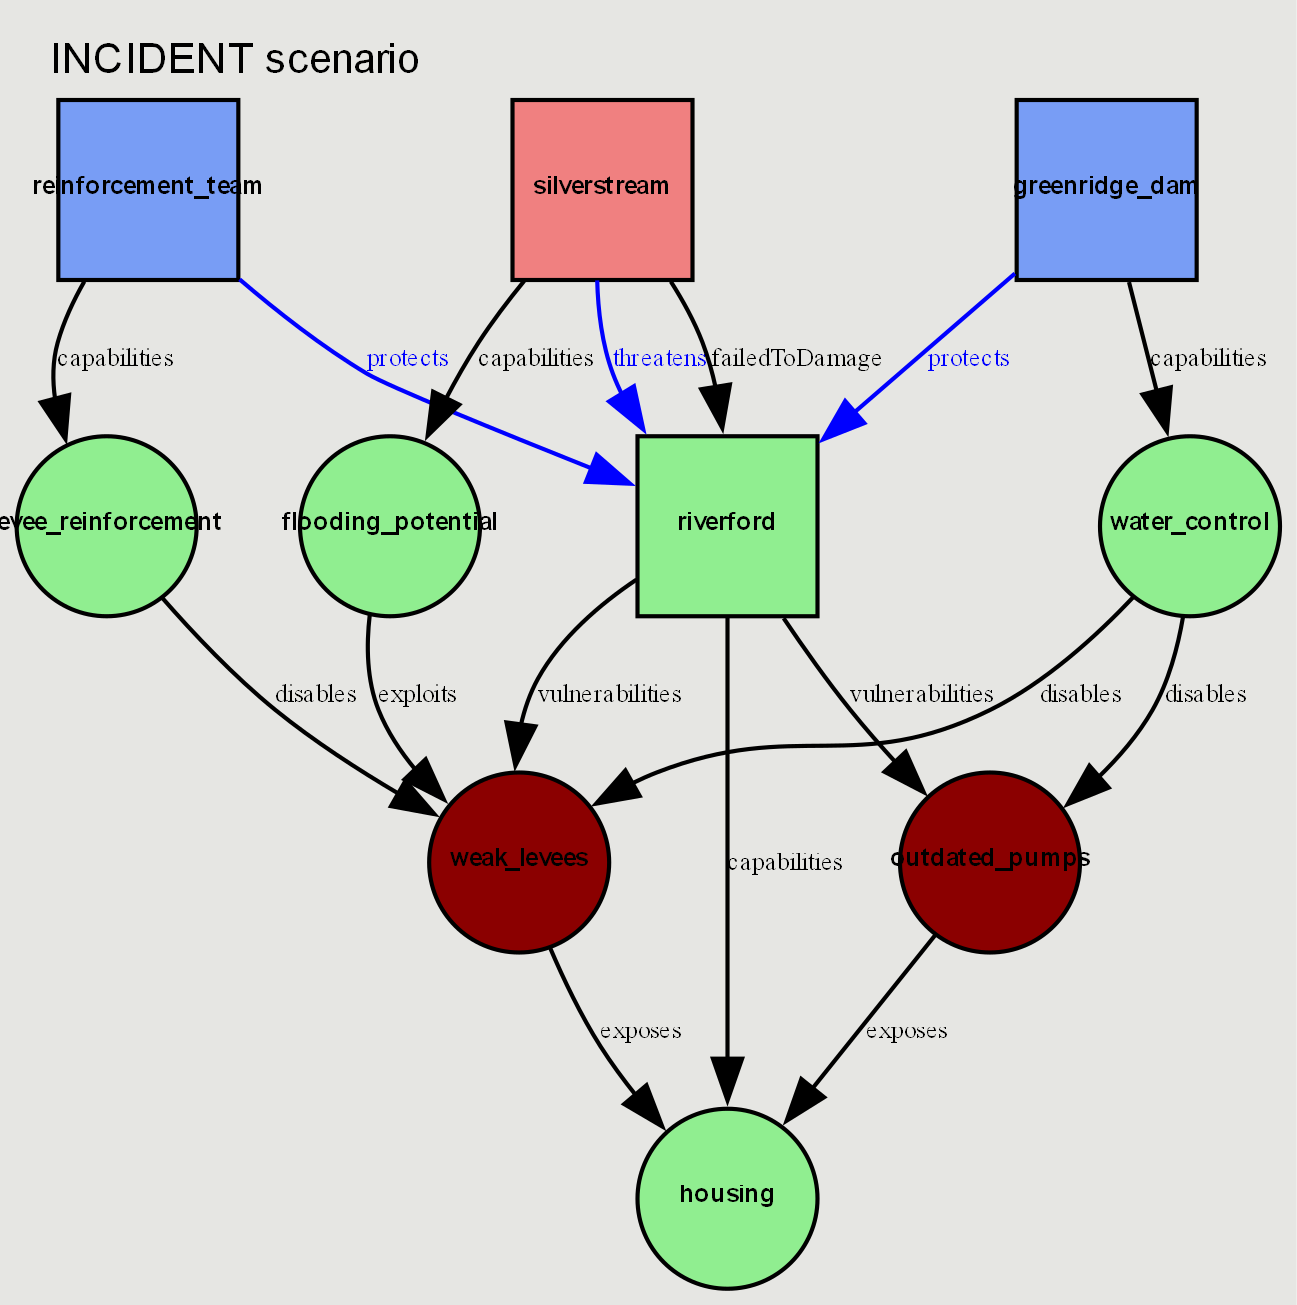 INCIDENT scenario
reinforcement_team
silverstream
greenridge_dam
capabilities
protects
capabilities
threatens
failedToDamage
protects
capabilities
evee_reinforcement
flooding_potential
riverford
water_control
disables
exploits
vulnerabilities
vulnerabilities
disables
disables
weak_levees
capabilities
outdated_pumps
exposes
exposes
housing